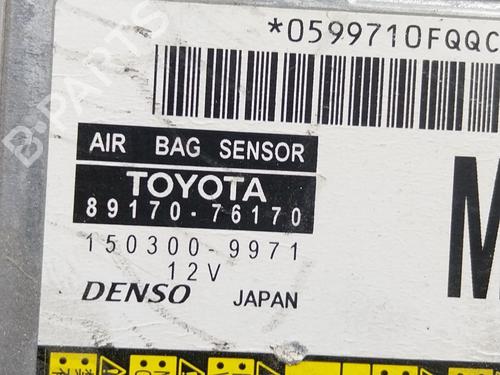 *0599710FQQC
AIR BAG SENSOR
TOYOTA
89170-76170
150300-9971
12V
DENSO JAPAN
M
B-PARTS